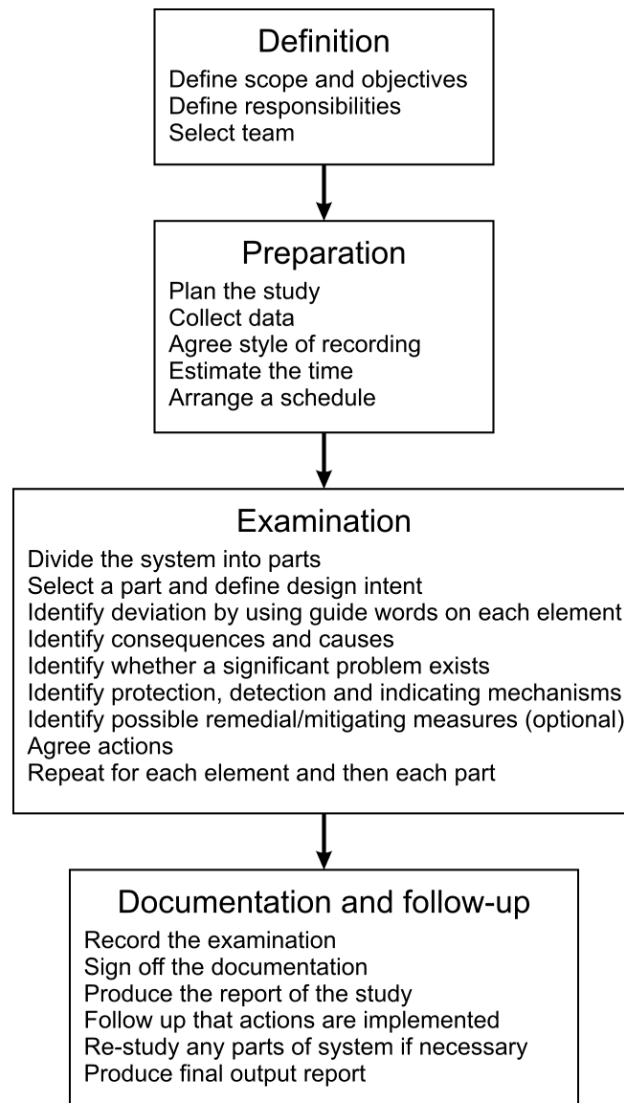 Definition
Define scope and objectives
Define responsibilities
Select team
Preparation
Plan the study
Collect data
Agree style of recording
Estimate the time
Arrange a schedule
Examination
Divide the system into parts
Select a part and define design intent
Identify deviation by using guide words on each element
Identify consequences and causes
Identify whether a significant problem exists
Identify protection, detection and indicating mechanisms
Identify possible remedial/mitigating measures (optional)
Agree actions
Repeat for each element and then each part
Documentation and follow-up
Record the examination
Sign off the documentation
Produce the report of the study
Follow up that actions are implemented
Re-study any parts of system if necessary
Produce final output report